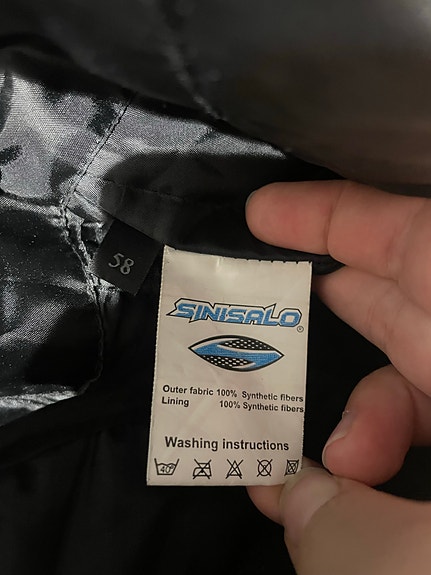 58
SINISALO
®
Outer fabric 100% Synthetic fibers
Lining 100% Synthetic fibers
Washing instructions
40°